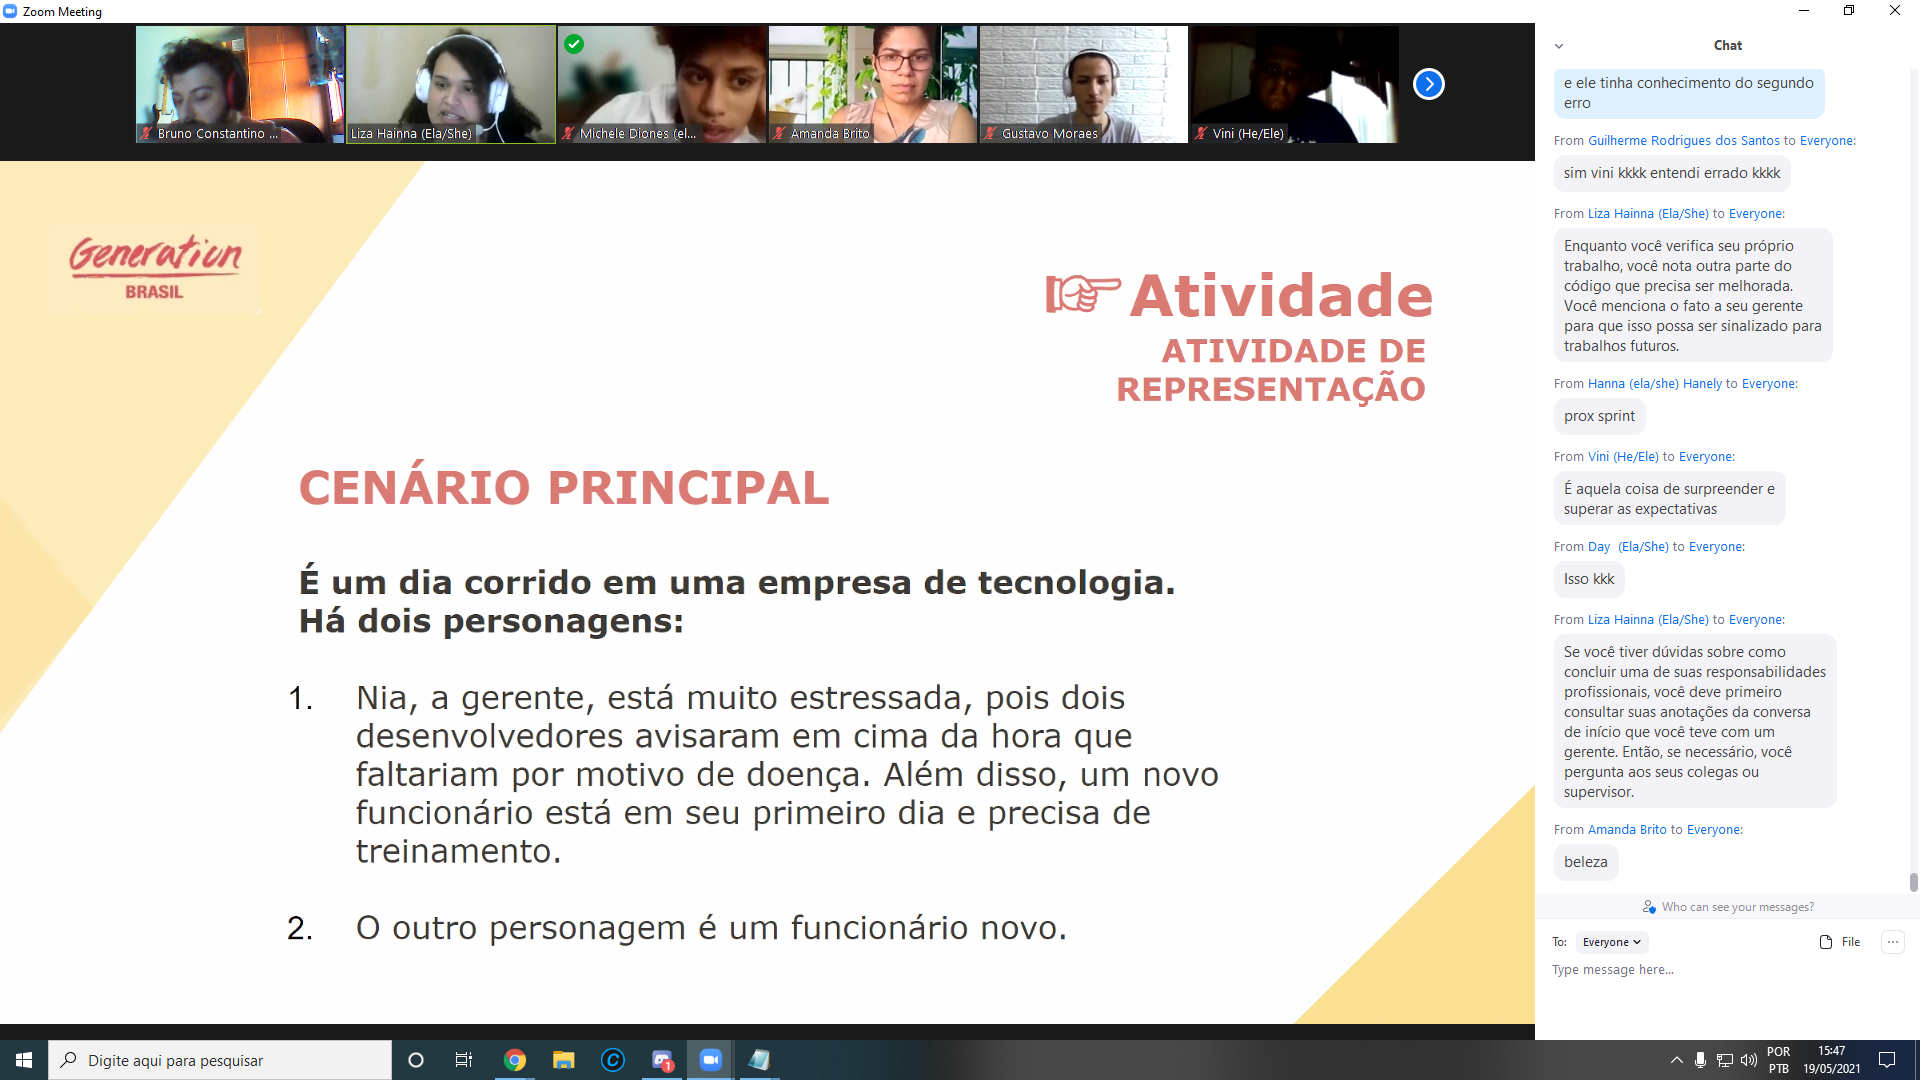 Zoom Meeting
Bruno Constantino ...
Liza Hainna (Ela/She)
Michele Diones (el...
Amanda Brito
Gustavo Moraes
Vini (He/Ele)
Generation
BRASIL
Atividade
ATIVIDADE DE
REPRESENTAÇÃO
CENÁRIO PRINCIPAL
É um dia corrido em uma empresa de tecnologia.
Há dois personagens:
1. Nia, a gerente, está muito estressada, pois dois
desenvolvedores avisaram em cima da hora que
faltariam por motivo de doença. Além disso, um novo
funcionário está em seu primeiro dia e precisa de
treinamento.
2. O outro personagem é um funcionário novo.
Chat
e ele tinha conhecimento do segundo
erro
From Guilherme Rodrigues dos Santos to Everyone:
sim vini kkkk entendi errado kkkk
From Liza Hainna (Ela/She) to Everyone:
Enquanto você verifica seu próprio
trabalho, você nota outra parte do
código que precisa ser melhorada.
Você menciona o fato a seu gerente
para que isso possa ser sinalizado para
trabalhos futuros.
From Hanna (ela/she) Hanely to Everyone:
prox sprint
From Vini (He/Ele) to Everyone:
É aquela coisa de surpreender e
superar as expectativas
From Day (Ela/She) to Everyone:
Isso kkk
From Liza Hainna (Ela/She) to Everyone:
Se você tiver dúvidas sobre como
concluir uma de suas responsabilidades
profissionais, você deve primeiro
consultar suas anotações da conversa
de início que você teve com um
gerente. Então, se necessário, você
pergunta aos seus colegas ou
supervisor.
From Amanda Brito to Everyone:
beleza
Who can see your messages?
To: Everyone File
Type message here...
Digite aqui para pesquisar
1
POR
PTB
15:47
19/05/2021